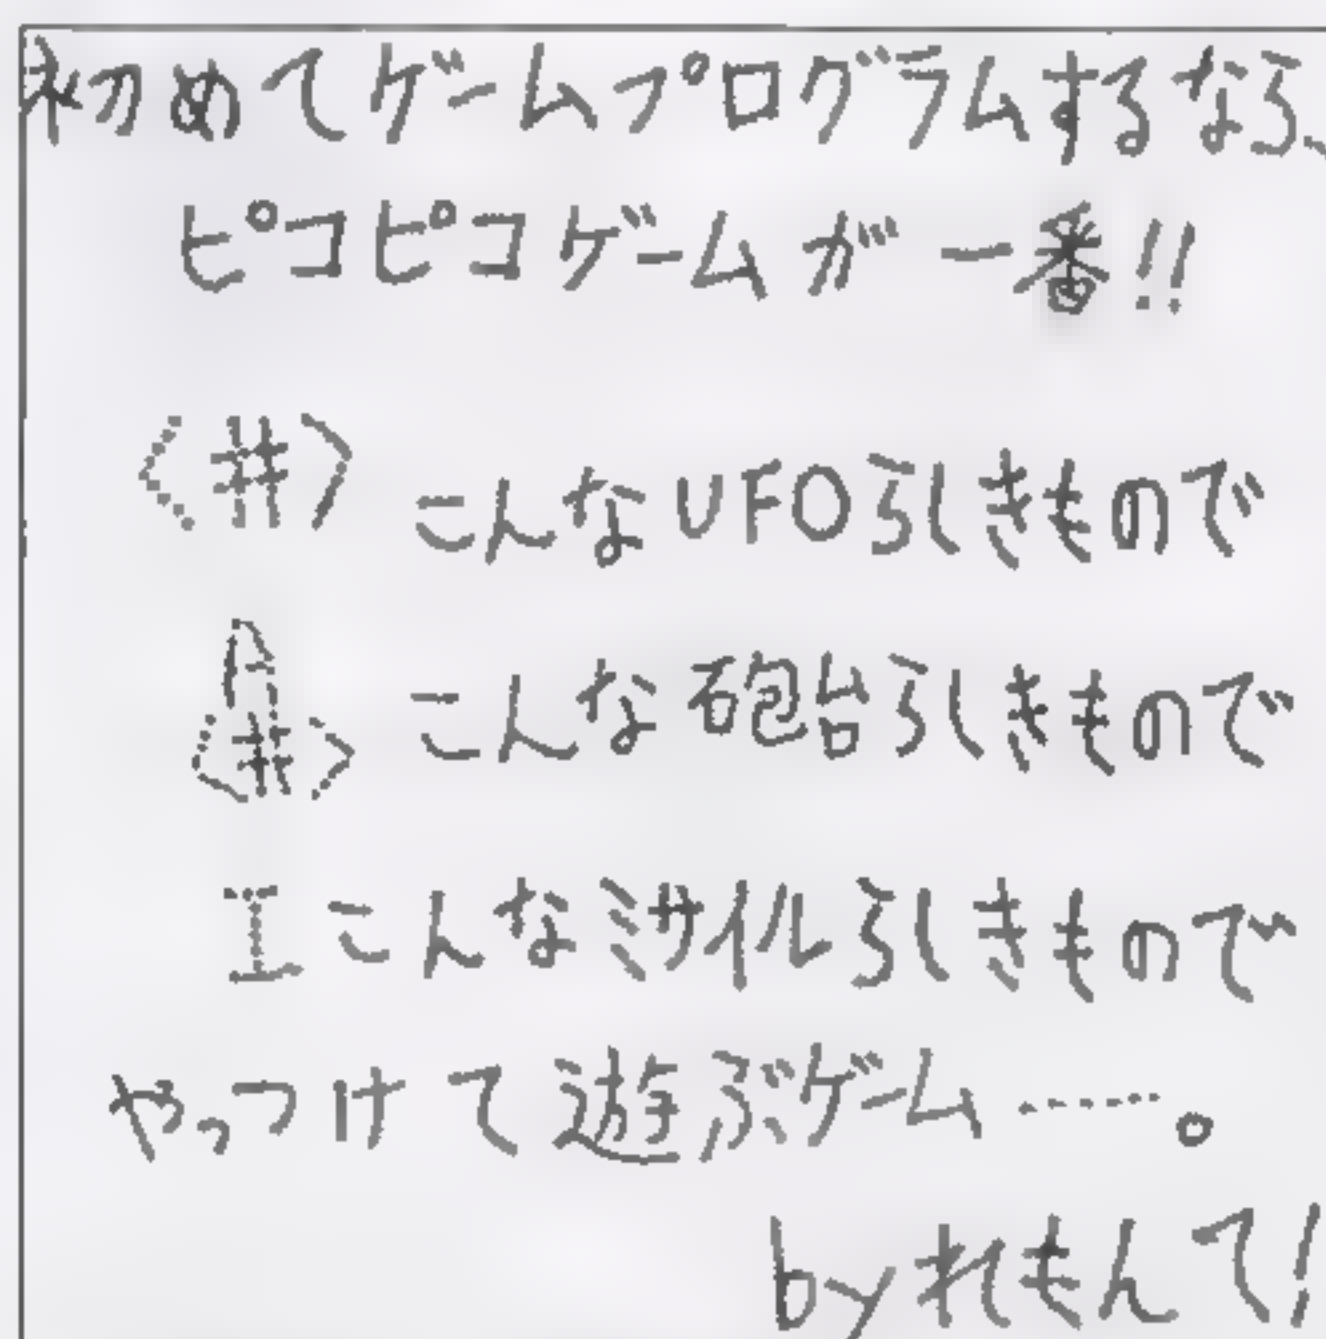 初めてゲームプログラムするなら、
ピコピコゲームが一番!!
〈#〉 こんなUFOらしきもので
〈#〉 こんな砲台らしきもので
I こんなミサイルらしきもので
やっつけて遊ぶゲーム……。
byれもんて!